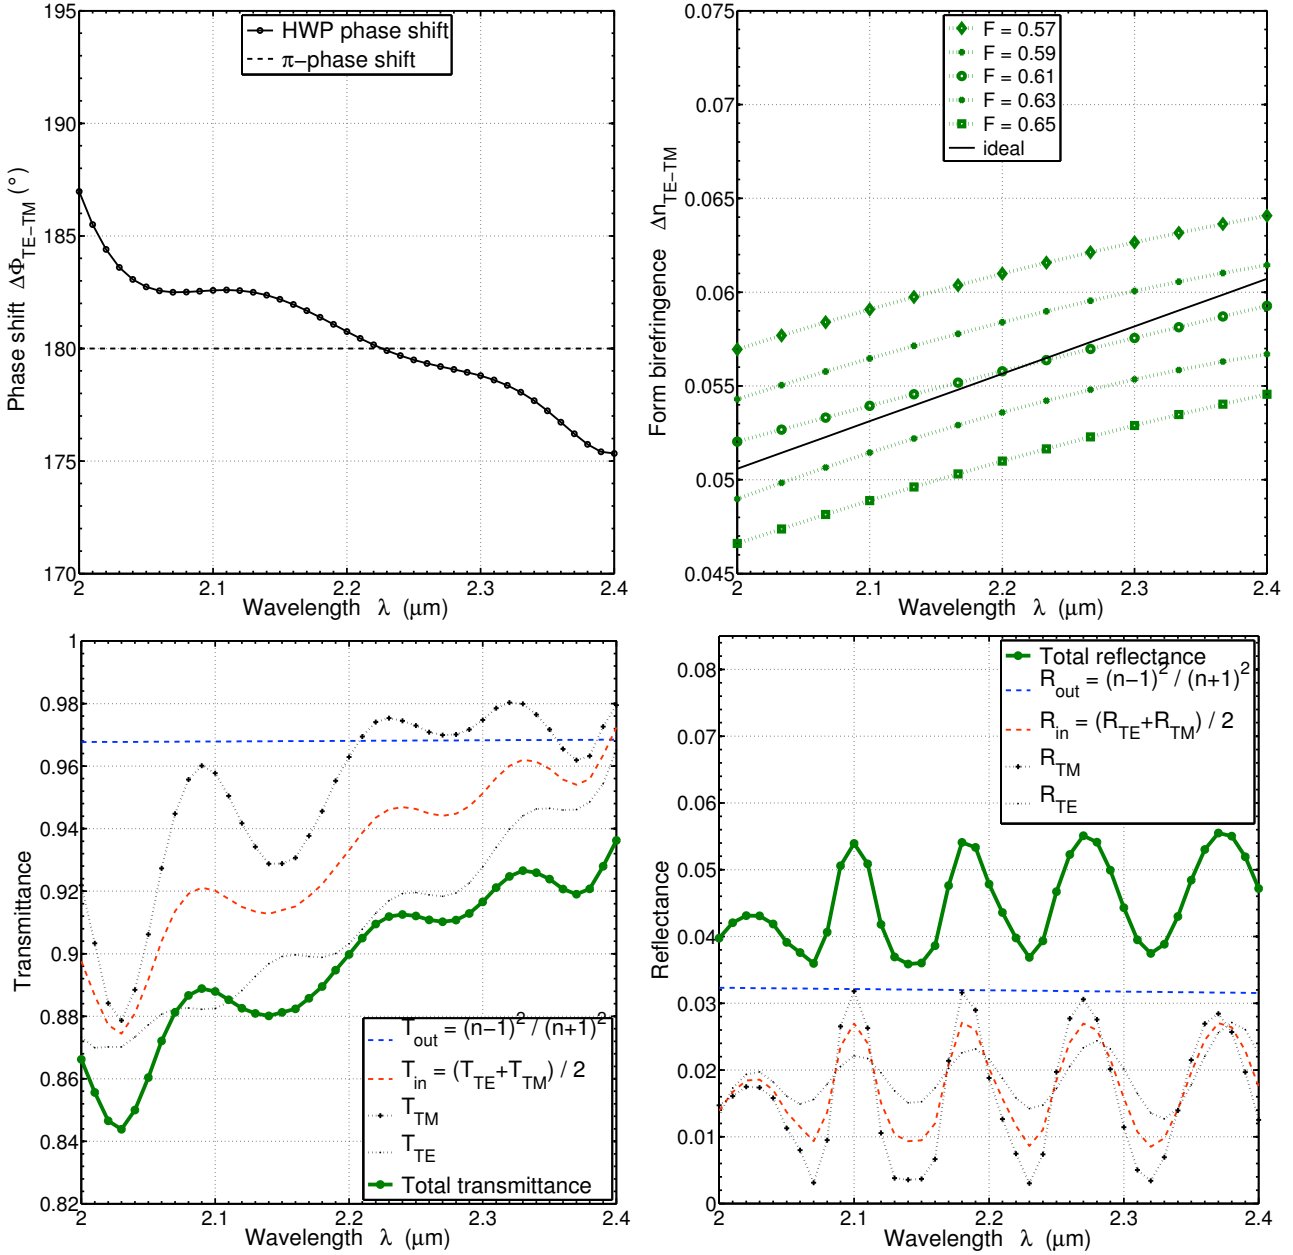 195
190
185
180
175
170
Phase shift ΔΦTE−TM (°)
HWP phase shift
π−phase shift
2
2.1
2.2
2.3
2.4
Wavelength λ (μm)
0.075
0.07
0.065
0.06
0.055
0.05
0.045
Form birefringence ΔnTE−TM
F = 0.57
F = 0.59
F = 0.61
F = 0.63
F = 0.65
ideal
2
2.1
2.2
2.3
2.4
Wavelength λ (μm)
1
0.98
0.96
0.94
0.92
0.9
0.88
0.86
0.84
0.82
Transmittance
Tout = (n−1)2 / (n+1)2
Tin = (TTE+TTM) / 2
TTM
TTE
Total transmittance
2
2.1
2.2
2.3
2.4
Wavelength λ (μm)
0.08
0.07
0.06
0.05
0.04
0.03
0.02
0.01
0
Reflectance
Total reflectance
Rout = (n−1)2 / (n+1)2
Rin = (RTE+RTM) / 2
RTM
RTE
2
2.1
2.2
2.3
2.4
Wavelength λ (μm)